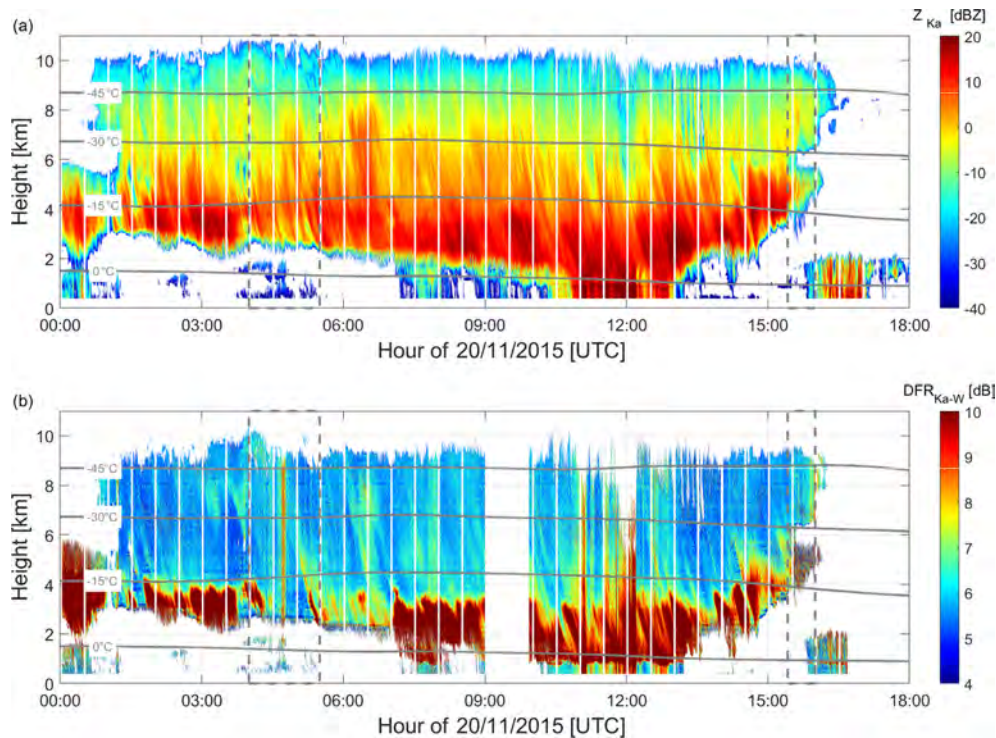 (a)
Z Ka [dBZ]
Height [km]
10
8
6
4
2
0
-45 °C
-30 °C
-15 °C
0 °C
20
10
0
-10
-20
-30
-40
00:00 03:00 06:00 09:00 12:00 15:00 18:00
Hour of 20/11/2015 [UTC]
(b)
DFR Ka-W [dB]
Height [km]
10
8
6
4
2
0
-45 °C
-30 °C
-15 °C
0 °C
10
9
8
7
6
5
4
00:00 03:00 06:00 09:00 12:00 15:00 18:00
Hour of 20/11/2015 [UTC]